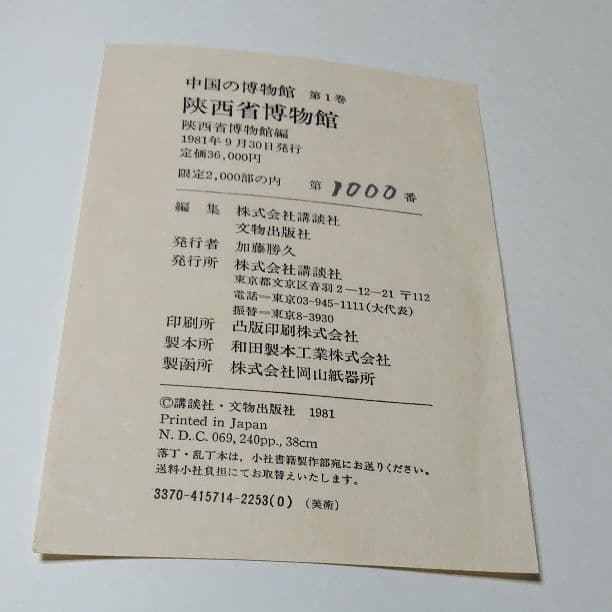 中国の博物館 第1巻
陝西省博物館
陝西省博物館編
1981年9月30日発行
定価36,000円
限定2,000部の内 第 1000 番
編集 株式会社講談社
文物出版社
発行者 加藤勝久
発行所 株式会社講談社
東京都文京区音羽2-12-21 〒112
電話=東京03-945-1111(大代表)
振替=東京8-3930
印刷所 凸版印刷株式会社
製本所 和田製本工業株式会社
製函所 株式会社岡山紙器所
©講談社・文物出版社 1981
Printed in Japan
N.D.C. 069, 240pp., 38cm
落丁・乱丁本は,小社書籍製作部宛にお送りください。
送料小社負担にてお取替えいたします。
3370-415714-2253(0) (美術)